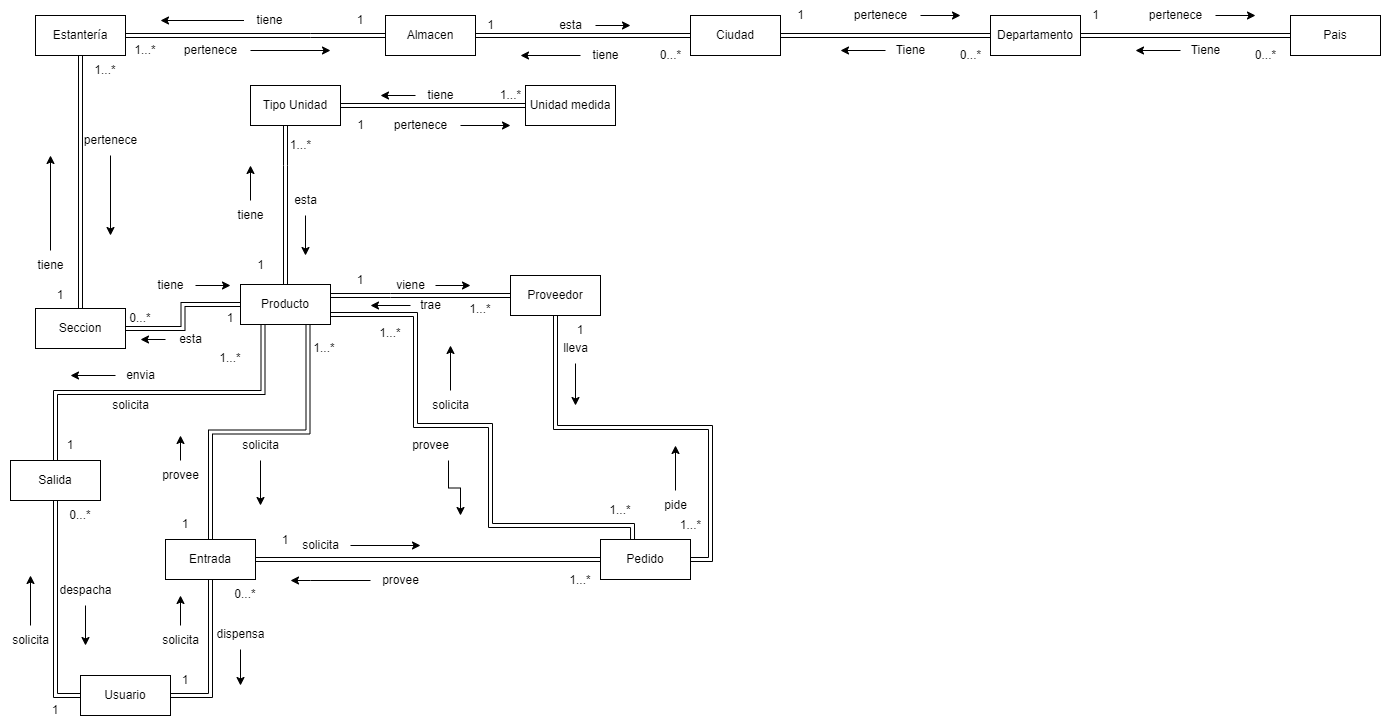 Estantería
tiene
1
Almacen
1
esta
Ciudad
1
pertenece
Departamento
1
pertenece
Pais
1...*
pertenece
tiene
0...*
Tiene
0...*
Tiene
0...*
1...*
Tipo Unidad
tiene
1...*
Unidad medida
1
pertenece
pertenece
1...*
tiene
esta
tiene
1
1
tiene
Producto
1
viene
Proveedor
trae
1...*
Seccion
0...*
1
esta
1...*
1...*
1...*
1
lleva
envia
solicita
solicita
1
solicita
provee
Salida
provee
pide
0...*
1...*
1
1...*
Entrada
1
solicita
Pedido
provee
1...*
0...*
despacha
solicita
solicita
dispensa
Usuario
1
1